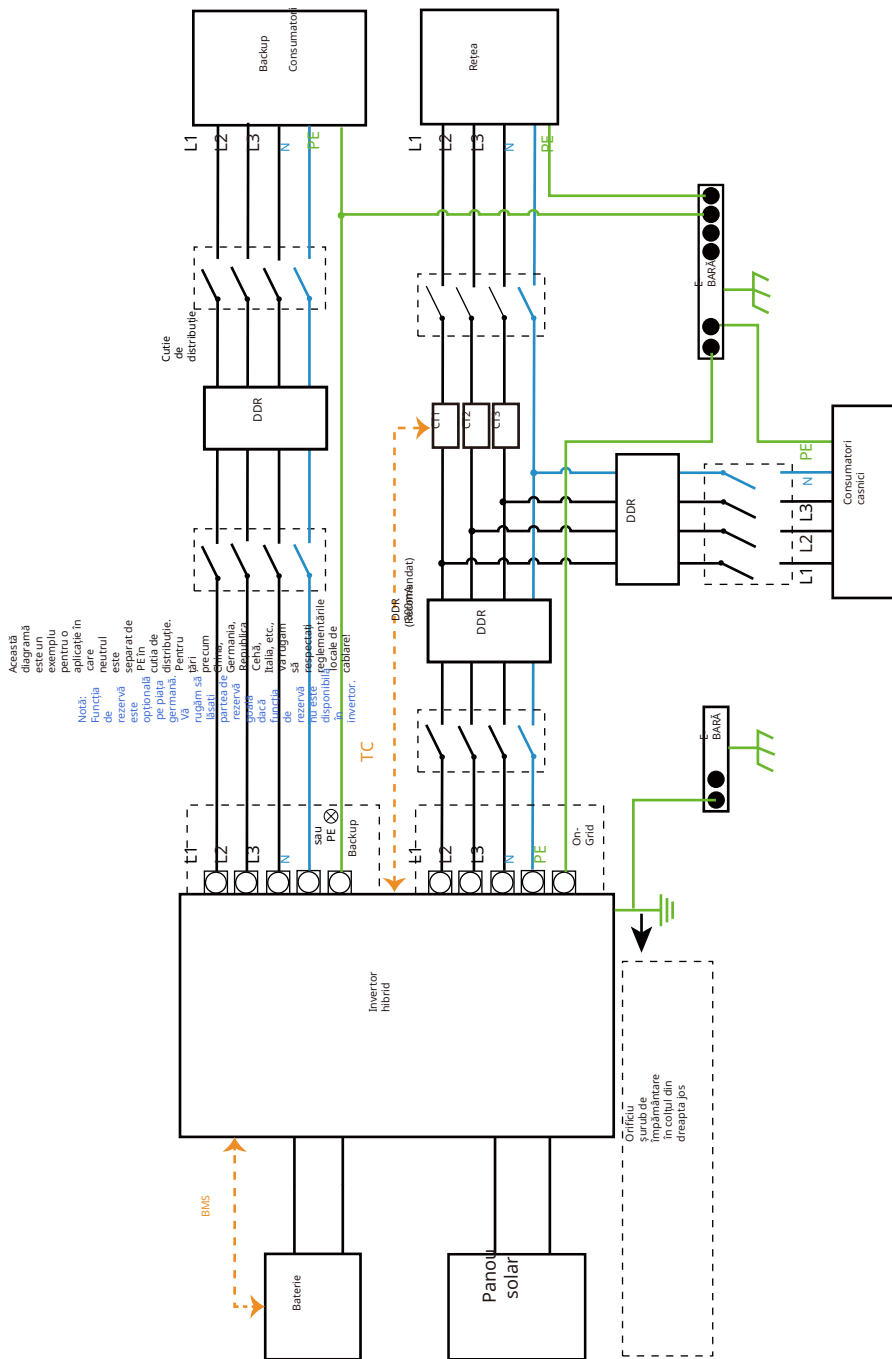 Backup
Consumatori
Rețea
L1
L2
L3
N
PE
L1
L2
L3
N
PE
E
BARĂ
Cutie
de
distribuție
DDR
CT1
CT2
CT3
DDR
PE
N
L3
L2
L1
Consumatori
casnici
DDR
(Recomandat)
DDR
Această
diagramă
este un
exemplu
pentru o
aplicație în
care
neutrul
este
separat de
PE în
cutia de
distribuție.
Pentru
țări
precum
China,
Germania,
Republica
Cehă,
Italia, etc.,
vă rugăm
să
respectați
reglementările
locale de
cablare!
Notă:
Funcția
de
rezervă
este
opțională
pe piața
germană.
Vă
rugăm să
lăsați
partea de
rezervă
goală
dacă
funcția
de
rezervă
nu este
disponibilă
în
invertor.
TC
E
BARĂ
L1
L2
L3
N
sau
PE
Backup
L1
L2
L3
N
PE
On-
Grid
Invertor
hibrid
Orificiu
șurub de
împământare
în colțul din
dreapta jos
BMS
Baterie
Panou
solar